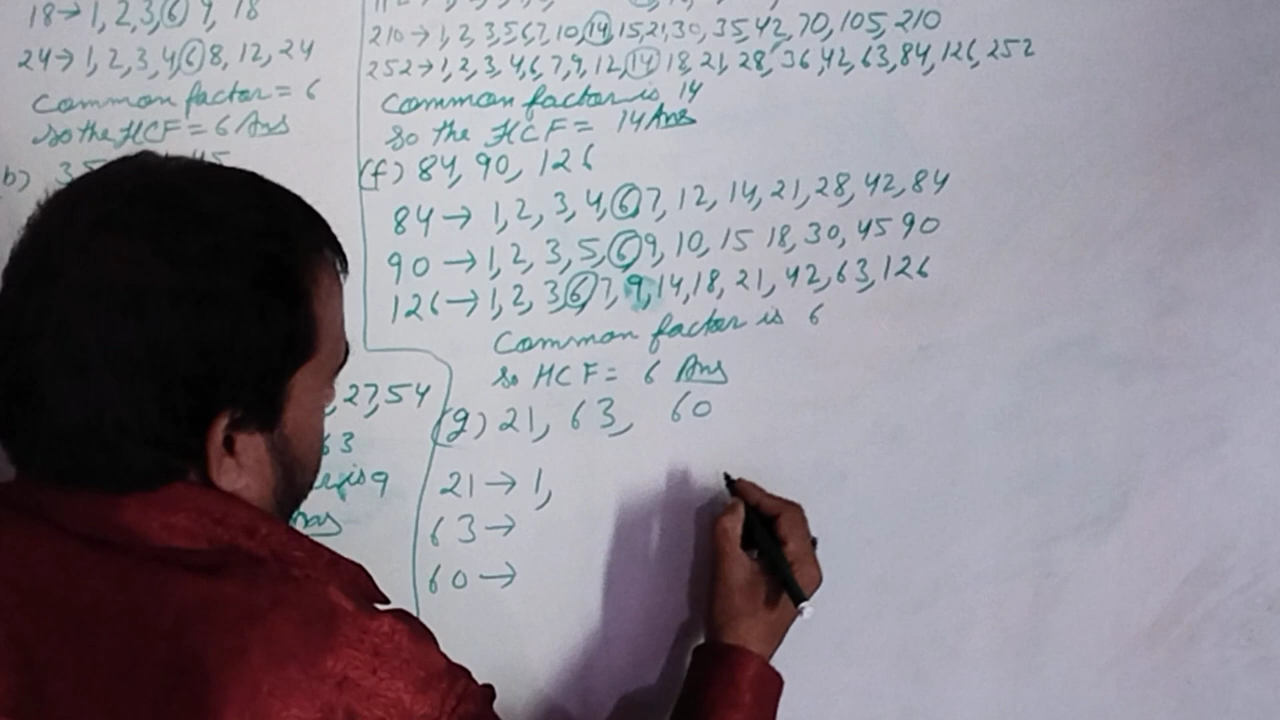 18→ 1, 2, 3, 6, 9, 18
24→ 1, 2, 3, 4, 6 8, 12, 24
Common factor = 6
so the HCF = 6 Ans
b) 35 45
, 27, 54
63
is 9
Ans
210→ 1, 2, 3, 5, 6, 7, 10, 14, 15, 21, 30, 35, 42, 70, 105, 210
252→ 1, 2, 3, 4, 6, 7, 9, 12, 14 18, 21, 28, 36, 42, 63, 84, 126, 252
Common factor is 14
so the HCF = 14 Ans
(f) 84, 90, 126
84→ 1, 2, 3, 4, 6 7, 12, 14, 21, 28, 42, 84
90→ 1, 2, 3, 5, 6 9, 10, 15 18, 30, 45 90
126→ 1, 2, 3 6 7, 9, 14, 18, 21, 42, 63, 126
Common factor is 6
so HCF = 6 Ans
(g) 21, 63, 60
21→ 1,
63→
60→